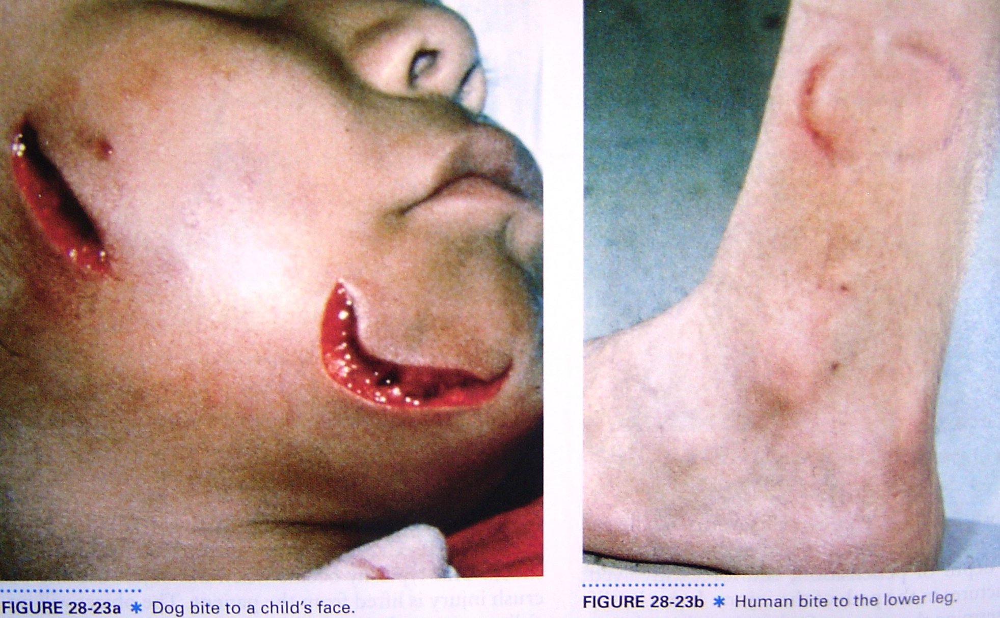 FIGURE 28-23a * Dog bite to a child's face.
FIGURE 28-23b * Human bite to the lower leg.